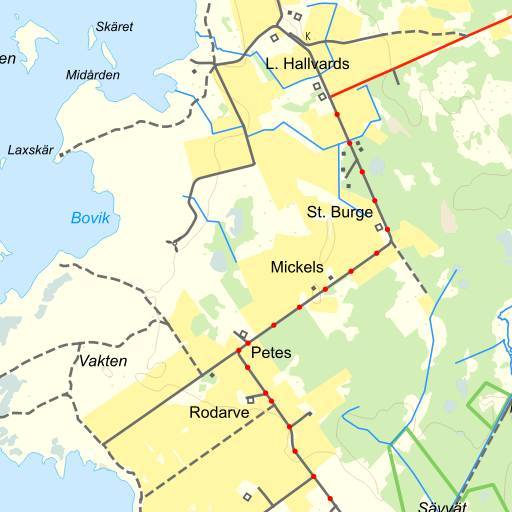 Skäret
en
K
L. Hallvards
Midården
Laxskär
Bovik
St. Burge
Mickels
Petes
Vakten
Rodarve
Sävvät